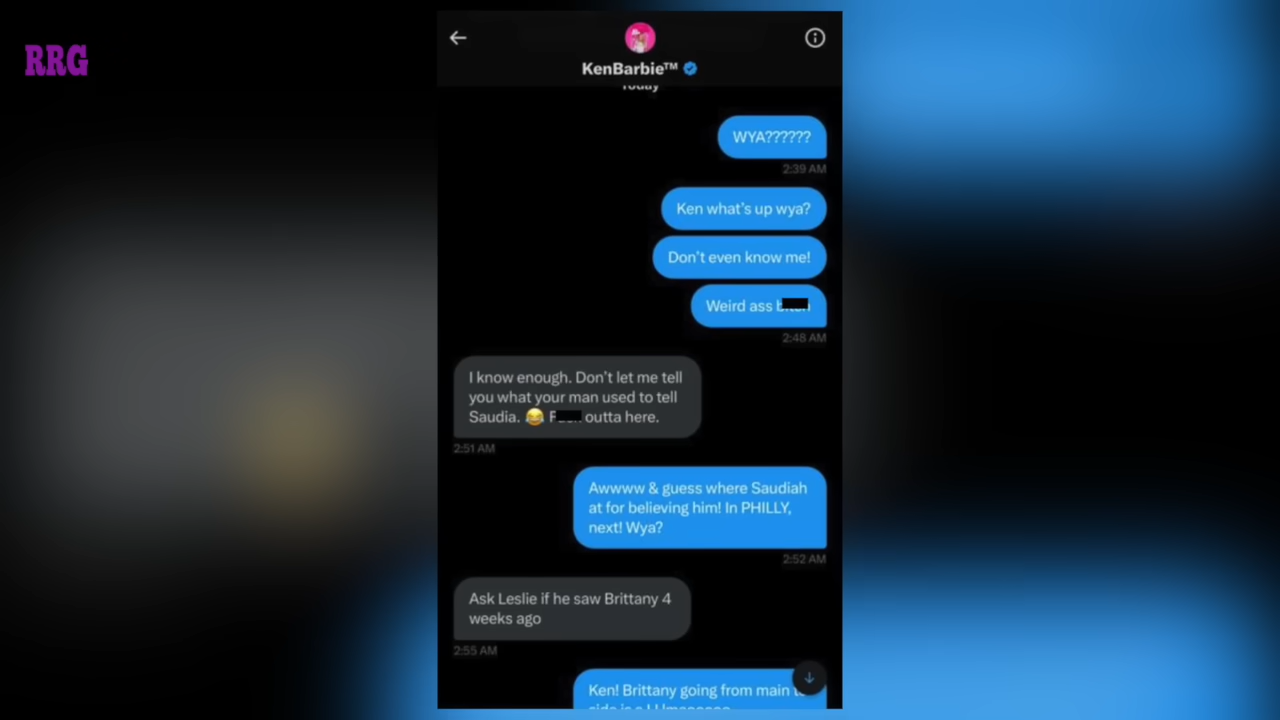 RRG
KenBarbie™
Today
WYA??????
2:39 AM
Ken what's up wya?
Don't even know me!
Weird ass
2:48 AM
I know enough. Don't let me tell
you what your man used to tell
Saudia. 😂 outta here.
2:51 AM
Awwww & guess where Saudiah
at for believing him! In PHILLY,
next! Wya?
2:52 AM
Ask Leslie if he saw Brittany 4
weeks ago
2:55 AM
Ken! Brittany going from main
side is a